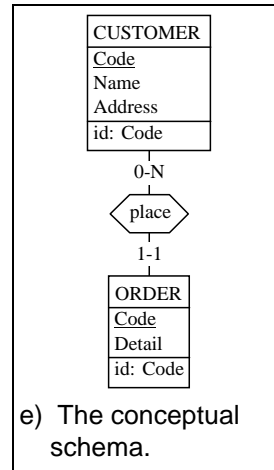 CUSTOMER
Code
Name
Address
id: Code
0-N
place
1-1
ORDER
Code
Detail
id: Code
e) The conceptual
schema.